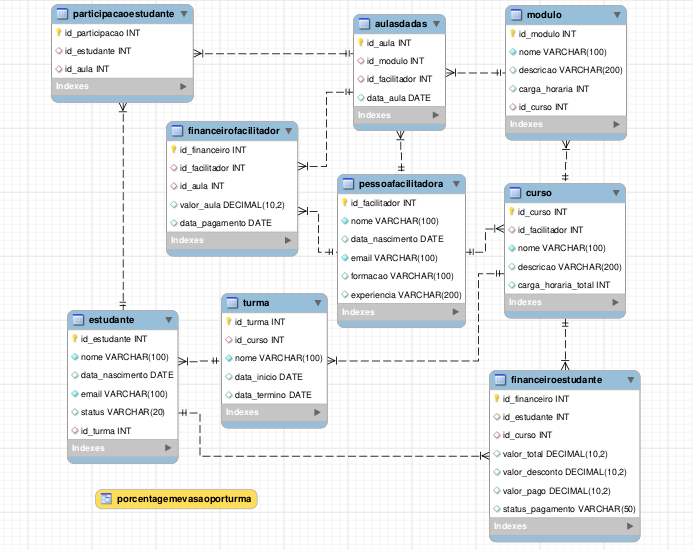 participacaoestudante
id_participacao INT
id_estudante INT
id_aula INT
Indexes
aulasdadas
id_aula INT
id_modulo INT
id_facilitador INT
data_aula DATE
Indexes
modulo
id_modulo INT
nome VARCHAR(100)
descricao VARCHAR(200)
carga_horaria INT
id_curso INT
Indexes
financeirofacilitador
id_financeiro INT
id_facilitador INT
id_aula INT
valor_aula DECIMAL(10,2)
data_pagamento DATE
Indexes
pessoafacilitadora
id_facilitador INT
nome VARCHAR(100)
data_nascimento DATE
email VARCHAR(100)
formacao VARCHAR(100)
experiencia VARCHAR(200)
Indexes
curso
id_curso INT
id_facilitador INT
nome VARCHAR(100)
descricao VARCHAR(200)
carga_horaria_total INT
Indexes
estudante
id_estudante INT
nome VARCHAR(100)
data_nascimento DATE
email VARCHAR(100)
status VARCHAR(20)
id_turma INT
Indexes
turma
id_turma INT
id_curso INT
nome VARCHAR(100)
data_inicio DATE
data_termino DATE
Indexes
financeiroestudante
id_financeiro INT
id_estudante INT
id_curso INT
valor_total DECIMAL(10,2)
valor_desconto DECIMAL(10,2)
valor_pago DECIMAL(10,2)
status_pagamento VARCHAR(50)
Indexes
porcentagemevasaoporturma